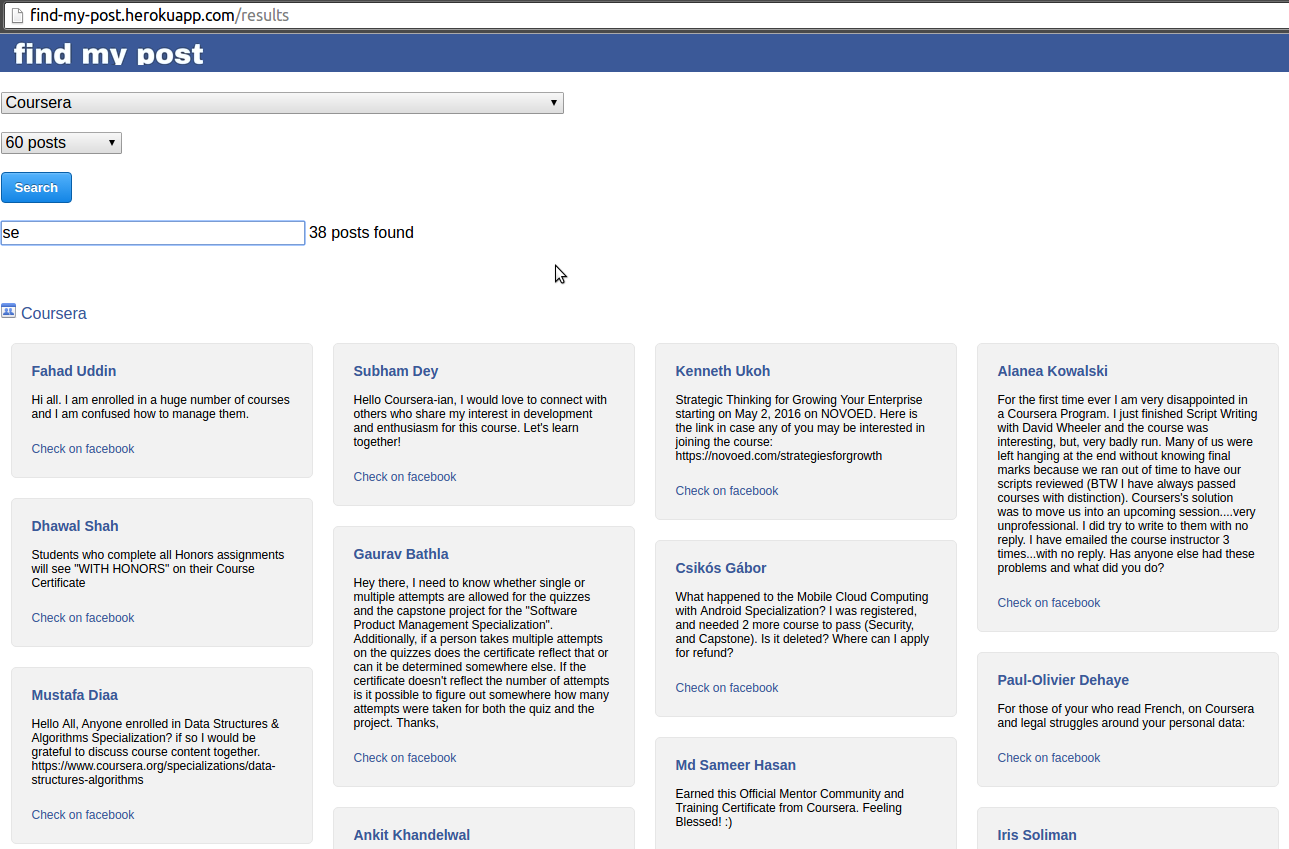 find-my-post.herokuapp.com/results
find my post
Coursera
60 posts
Search
se 38 posts found
Coursera
Fahad Uddin
Hi all. I am enrolled in a huge number of courses
and I am confused how to manage them.
Check on facebook
Dhawal Shah
Students who complete all Honors assignments
will see "WITH HONORS" on their Course
Certificate
Check on facebook
Mustafa Diaa
Hello All, Anyone enrolled in Data Structures &
Algorithms Specialization? if so I would be
grateful to discuss course content together.
https://www.coursera.org/specializations/data-
structures-algorithms
Check on facebook
Subham Dey
Hello Coursera-ian, I would love to connect with
others who share my interest in development
and enthusiasm for this course. Let's learn
together!
Check on facebook
Gaurav Bathla
Hey there, I need to know whether single or
multiple attempts are allowed for the quizzes
and the capstone project for the "Software
Product Management Specialization".
Additionally, if a person takes multiple attempts
on the quizzes does the certificate reflect that or
can it be determined somewhere else. If the
certificate doesn't reflect the number of attempts
is it possible to figure out somewhere how many
attempts were taken for both the quiz and the
project. Thanks,
Check on facebook
Ankit Khandelwal
Kenneth Ukoh
Strategic Thinking for Growing Your Enterprise
starting on May 2, 2016 on NOVOED. Here is
the link in case any of you may be interested in
joining the course:
https://novoed.com/strategiesforgrowth
Check on facebook
Csikós Gábor
What happened to the Mobile Cloud Computing
with Android Specialization? I was registered,
and needed 2 more course to pass (Security,
and Capstone). Is it deleted? Where can I apply
for refund?
Check on facebook
Md Sameer Hasan
Earned this Official Mentor Community and
Training Certificate from Coursera. Feeling
Blessed! :)
Alanea Kowalski
For the first time ever I am very disappointed in
a Coursera Program. I just finished Script Writing
with David Wheeler and the course was
interesting, but, very badly run. Many of us were
left hanging at the end without knowing final
marks because we ran out of time to have our
scripts reviewed (BTW I have always passed
courses with distinction). Coursers's solution
was to move us into an upcoming session....very
unprofessional. I did try to write to them with no
reply. I have emailed the course instructor 3
times...with no reply. Has anyone else had these
problems and what did you do?
Check on facebook
Paul-Olivier Dehaye
For those of your who read French, on Coursera
and legal struggles around your personal data:
Check on facebook
Iris Soliman